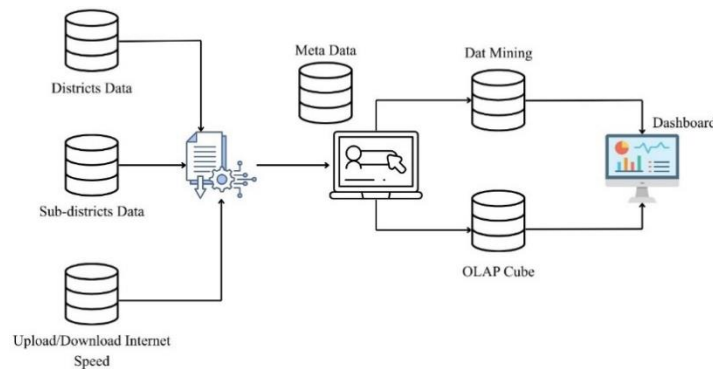 Districts Data
Meta Data
Dat Mining
Dashboard
Sub-districts Data
OLAP Cube
Upload/Download Internet
Speed